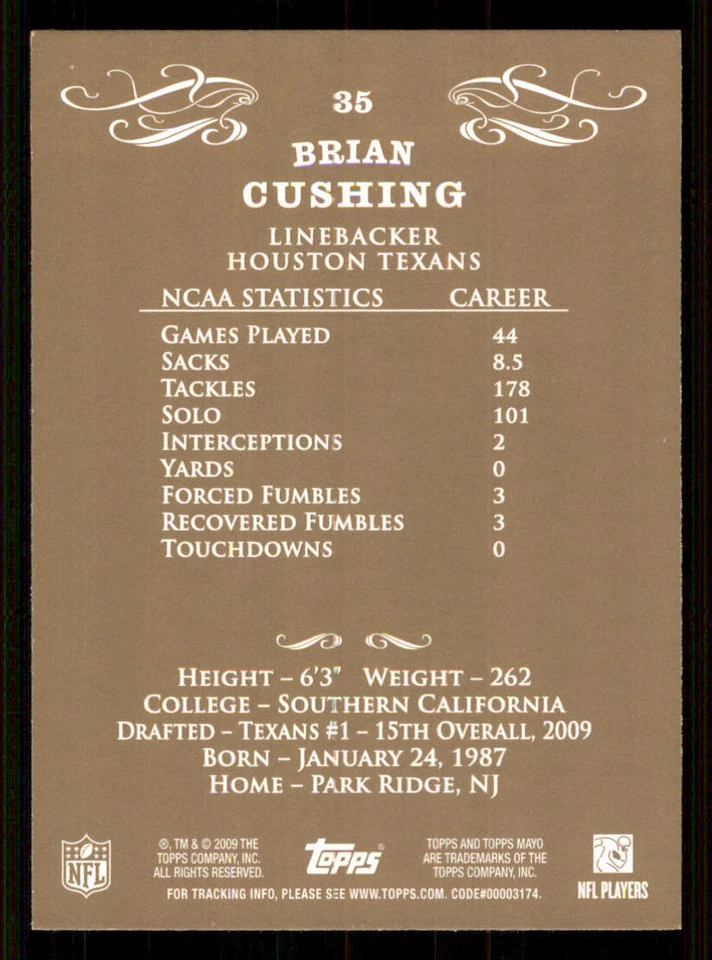 35
BRIAN
CUSHING
LINEBACKER
HOUSTON TEXANS
NCAA STATISTICS CAREER
GAMES PLAYED 44
SACKS 8.5
TACKLES 178
SOLO 101
INTERCEPTIONS 2
YARDS 0
FORCED FUMBLES 3
RECOVERED FUMBLES 3
TOUCHDOWNS 0
HEIGHT – 6'3" WEIGHT – 262
COLLEGE – SOUTHERN CALIFORNIA
DRAFTED – TEXANS #1 – 15TH OVERALL, 2009
BORN – JANUARY 24, 1987
HOME – PARK RIDGE, NJ
NFL
®, TM & © 2009 THE
TOPPS COMPANY, INC.
ALL RIGHTS RESERVED.
TOPPS®
TOPPS AND TOPPS MAYO
ARE TRADEMARKS OF THE
TOPPS COMPANY, INC.
NFL PLAYERS
FOR TRACKING INFO, PLEASE SEE WWW.TOPPS.COM. CODE#00003174.